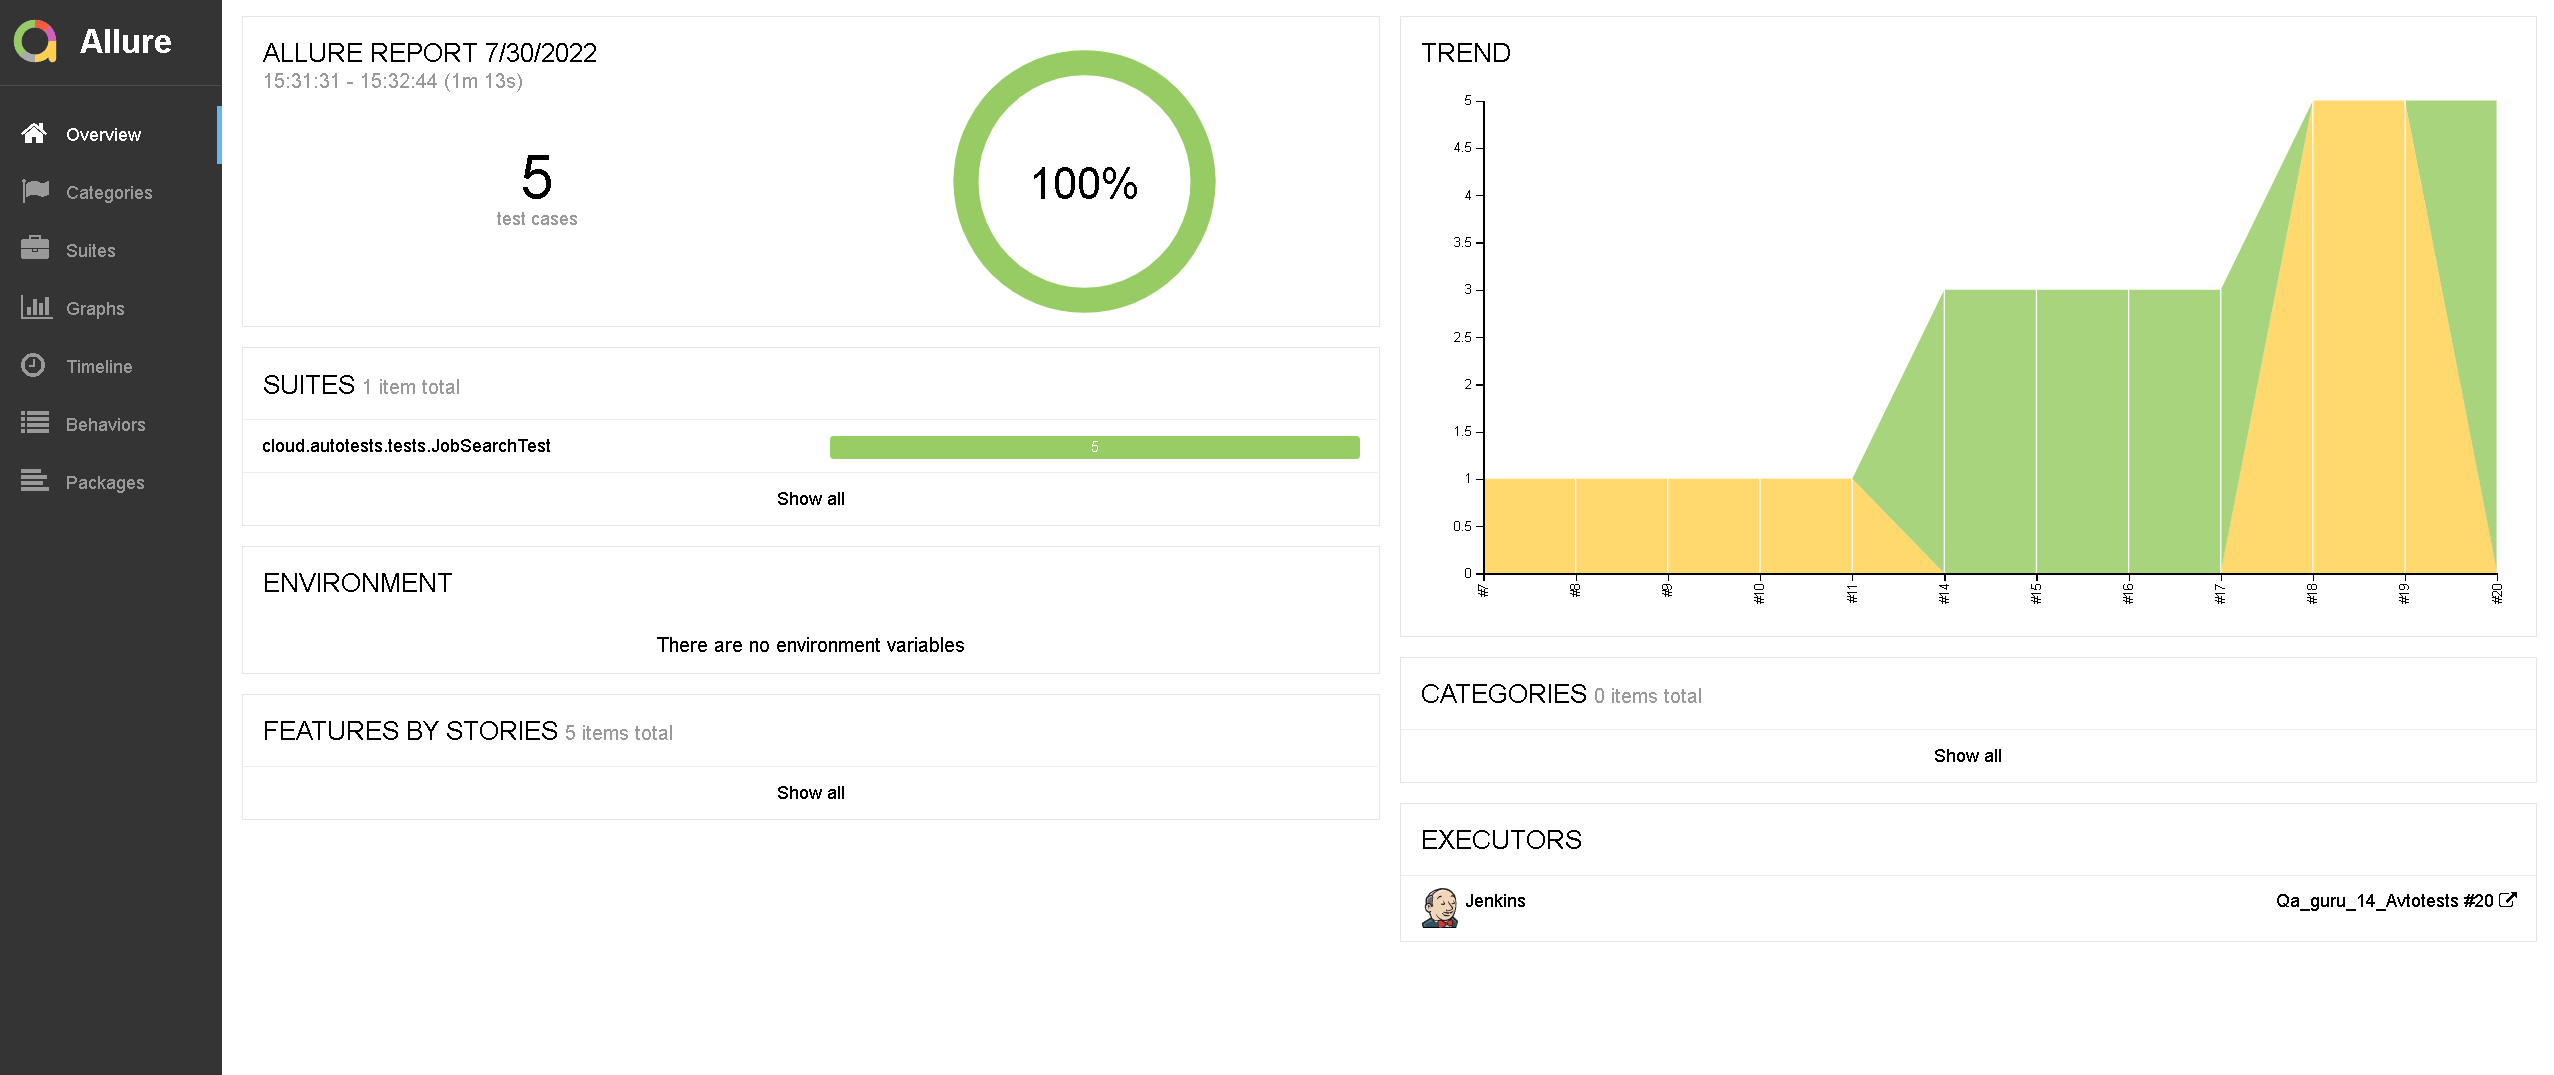 Allure
Overview
Categories
Suites
Graphs
Timeline
Behaviors
Packages
ALLURE REPORT 7/30/2022
15:31:31 - 15:32:44 (1m 13s)
5
test cases
100%
SUITES 1 item total
cloud.autotests.tests.JobSearchTest
5
Show all
ENVIRONMENT
There are no environment variables
FEATURES BY STORIES 5 items total
Show all
TREND
5
4.5
4
3.5
3
2.5
2
1.5
1
0.5
0
#7
#8
#9
#10
#11
#14
#15
#16
#17
#18
#19
#20
CATEGORIES 0 items total
Show all
EXECUTORS
Jenkins
Qa_guru_14_Avtotests #20